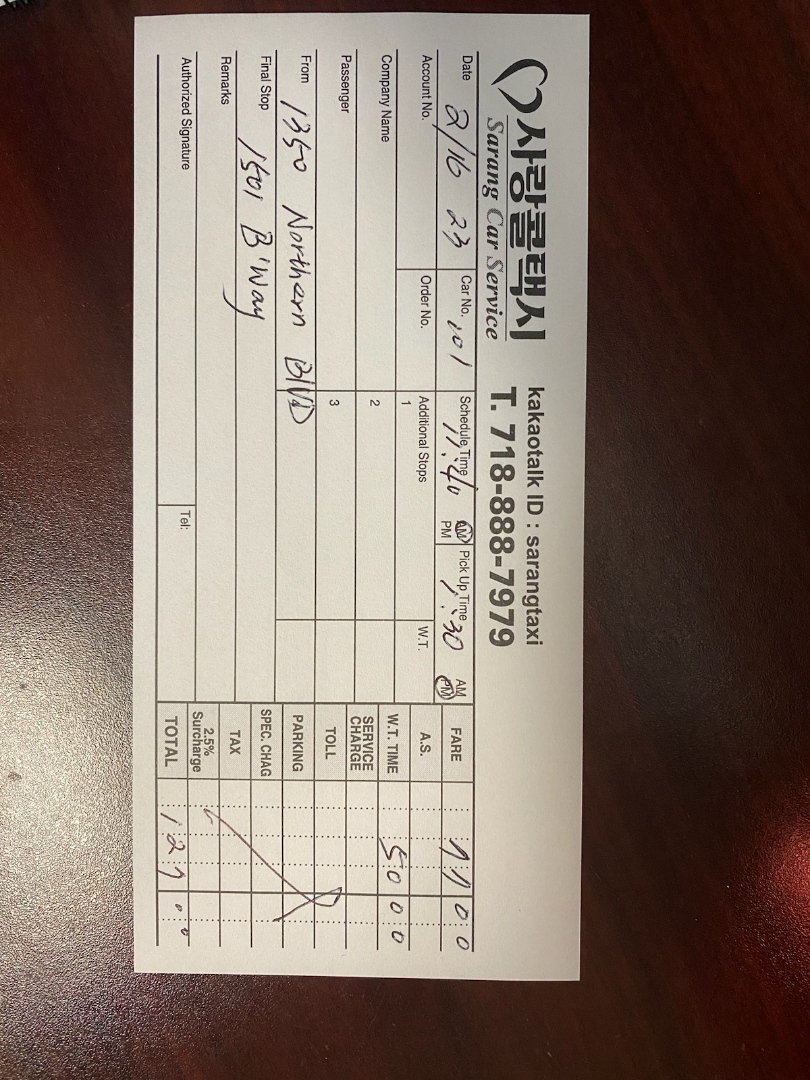 사랑콜택시
Sarang Car Service
kakaotalk ID : sarangtaxi
T. 718-888-7979
Date 2/16 23
Car No. 101
Schedule Time 11:40 AM PM
Pick Up Time 1:30 AM PM
FARE 77 00
Account No.
Order No.
Additional Stops
W.T.
A.S.
1
Company Name
2
W.T. TIME 50 00
Passenger
3
SERVICE CHARGE
TOLL
From 1350 Northern BLVD
PARKING
Final Stop 1501 B'Way
SPEC. CHAG
Remarks
TAX
2.5% Surcharge
Authorized Signature
Tel:
TOTAL 127 00